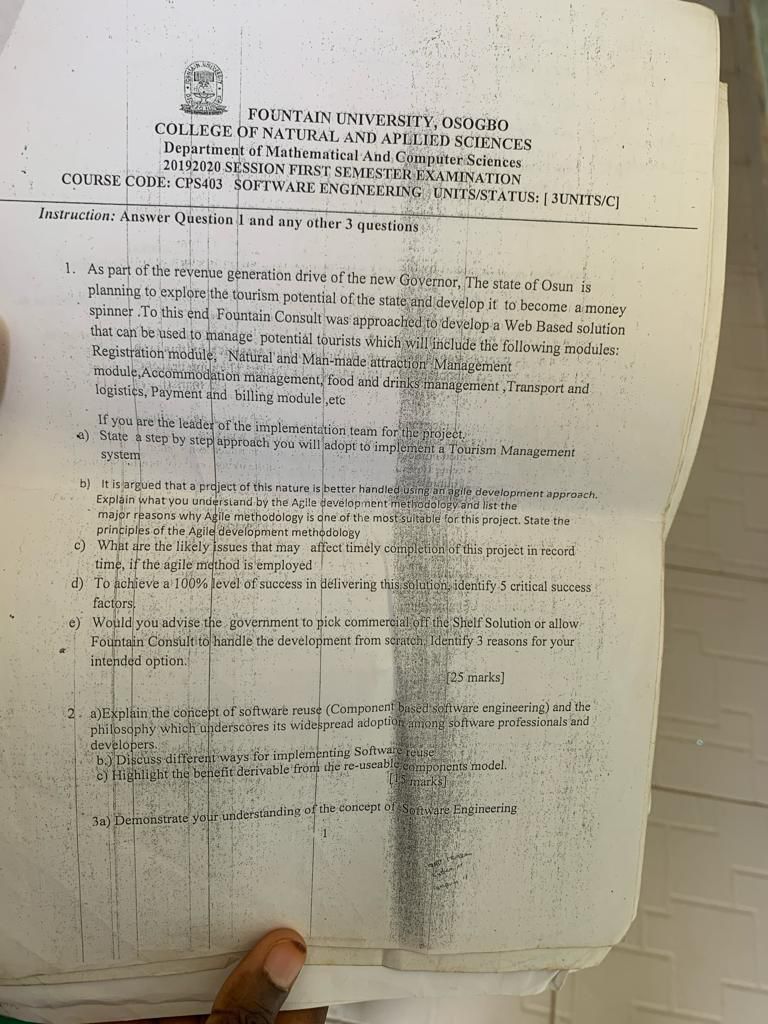 FOUNTAIN UNIVERSITY, OSOGBO
COLLEGE OF NATURAL AND APLLIED SCIENCES
Department of Mathematical And Computer Sciences
20192020 SESSION FIRST SEMESTER EXAMINATION
COURSE CODE: CPS403 SOFTWARE ENGINEERING UNITS/STATUS: [ 3UNITS/C]
Instruction: Answer Question 1 and any other 3 questions
1. As part of the revenue generation drive of the new Governor, The state of Osun is
planning to explore the tourism potential of the state and develop it to become a money
spinner .To this end Fountain Consult was approached to develop a Web Based solution
that can be used to manage potential tourists which will include the following modules:
Registration module, Natural and Man-made attraction Management
module,Accommodation management, food and drinks management ,Transport and
logistics, Payment and billing module ,etc
If you are the leader of the implementation team for the project.
a) State a step by step approach you will adopt to implement a Tourism Management
system
b) It is argued that a project of this nature is better handled using an agile development approach.
Explain what you understand by the Agile development methodology and list the
major reasons why Agile methodology is one of the most suitable for this project. State the
principles of the Agile development methodology
c) What are the likely issues that may affect timely completion of this project in record
time, if the agile method is employed
d) To achieve a 100% level of success in delivering this solution, identify 5 critical success
factors.
e) Would you advise the government to pick commercial off the Shelf Solution or allow
Fountain Consult to handle the development from scratch. Identify 3 reasons for your
intended option.
[25 marks]
2. a)Explain the concept of software reuse (Component based software engineering) and the
philosophy which underscores its widespread adoption among software professionals and
developers.
b.) Discuss different ways for implementing Software reuse
c) Highlight the benefit derivable from the re-useable components model.
[15 marks]
3a) Demonstrate your understanding of the concept of Software Engineering
1